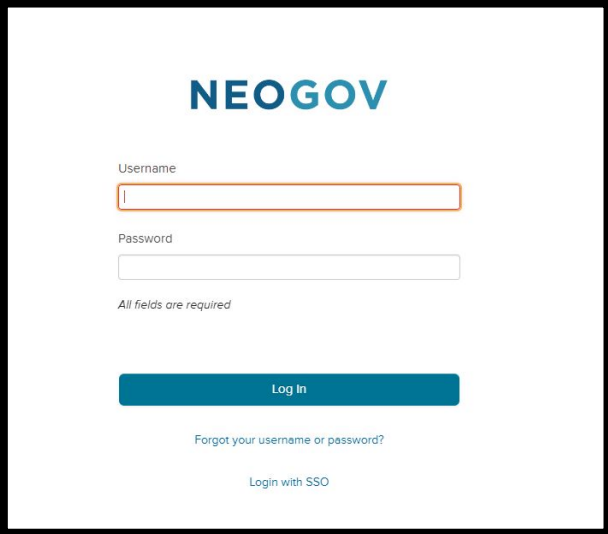 NEOGOV
Username
Password
All fields are required
Log In
Forgot your username or password?
Login with SSO